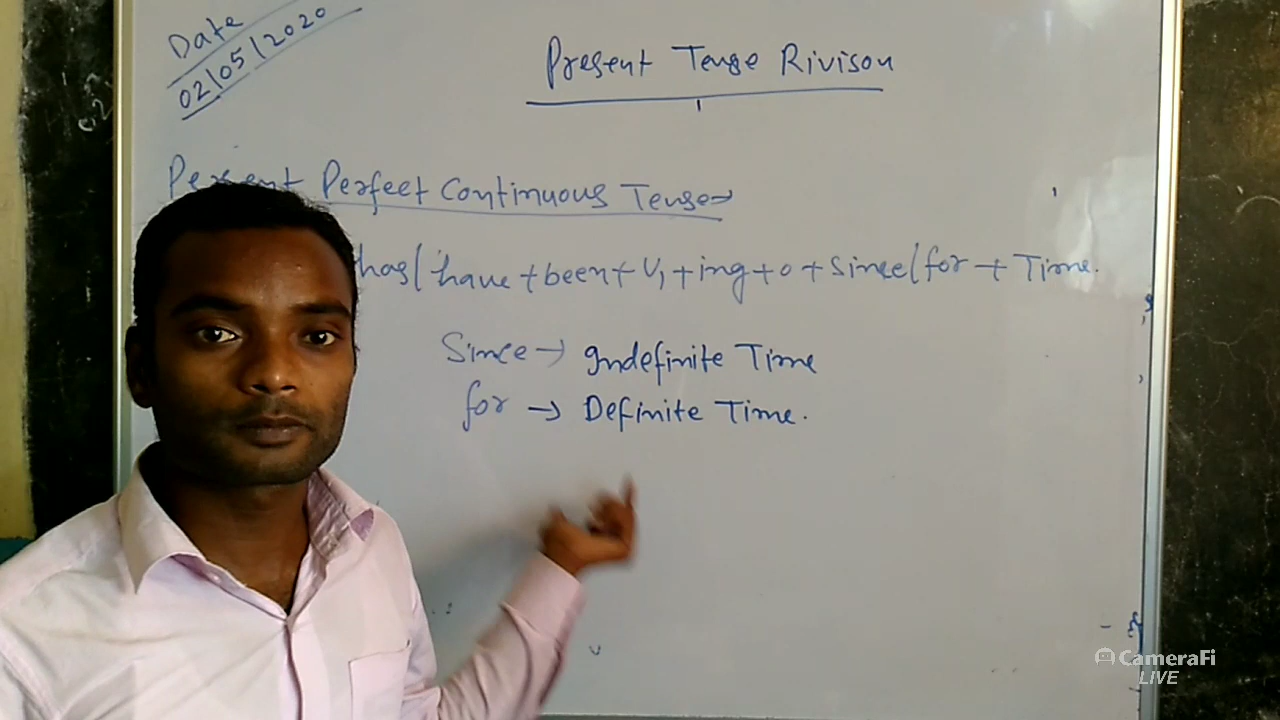 Date
02/05/2020
Present Tense Rivison
Present Perfect Continuous Tense→
has/have+been+V1+ing+o+Since/for+Time.
Since→ Indefinite Time
for → Definite Time.
CameraFi
LIVE